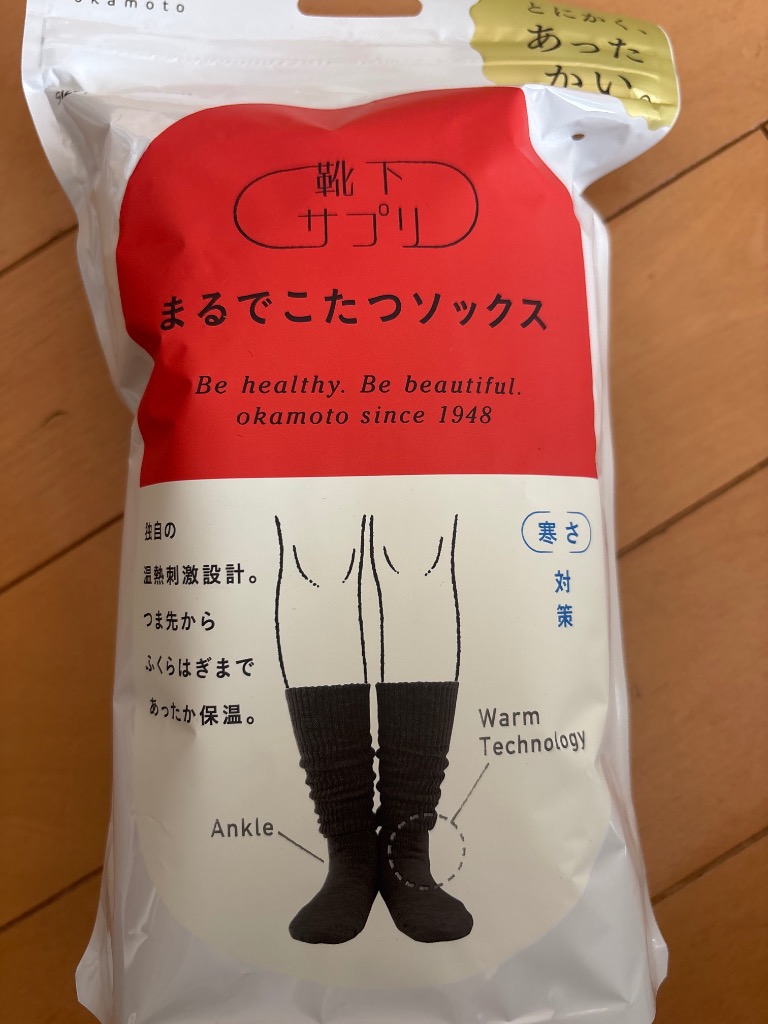 okamoto
とにかく、
あった
かい。
靴下
サプリ
まるでこたつソックス
Be healthy. Be beautiful.
okamoto since 1948
独自の
温熱刺激設計。
つま先から
ふくらはぎまで
あったか保温。
寒さ
対
策
Warm
Technology
Ankle